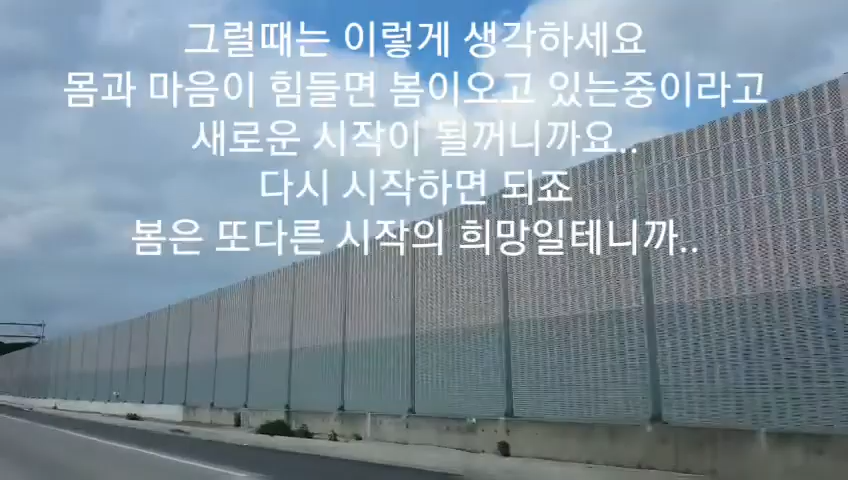 그럴때는 이렇게 생각하세요
몸과 마음이 힘들면 봄이오고 있는중이라고
새로운 시작이 될꺼니까요..
다시 시작하면 되죠
봄은 또다른 시작의 희망일테니까..